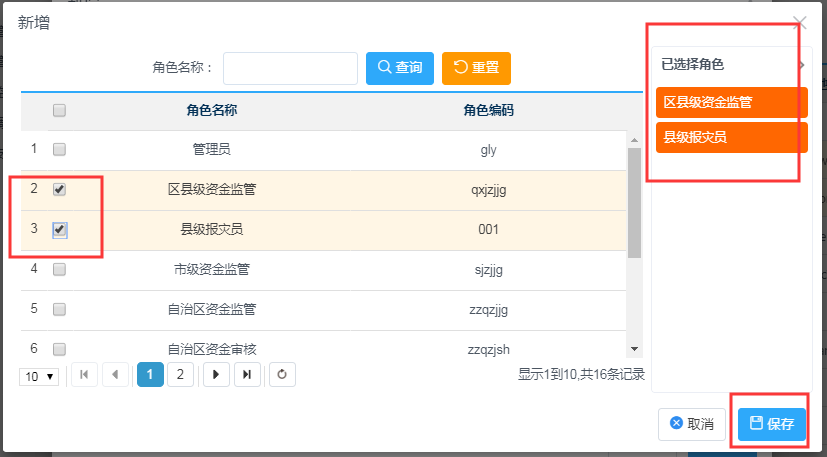 新增
角色名称：
查询
重置
角色名称 角色编码
1 管理员 gly
2 区县级资金监管 qxjzjjg
3 县级报灾员 001
4 市级资金监管 sjzjjg
5 自治区资金监管 zzqzjjg
6 自治区资金审核 zzqzjsh
10 1 2 显示1到10,共16条记录
已选择角色
区县级资金监管
县级报灾员
取消
保存